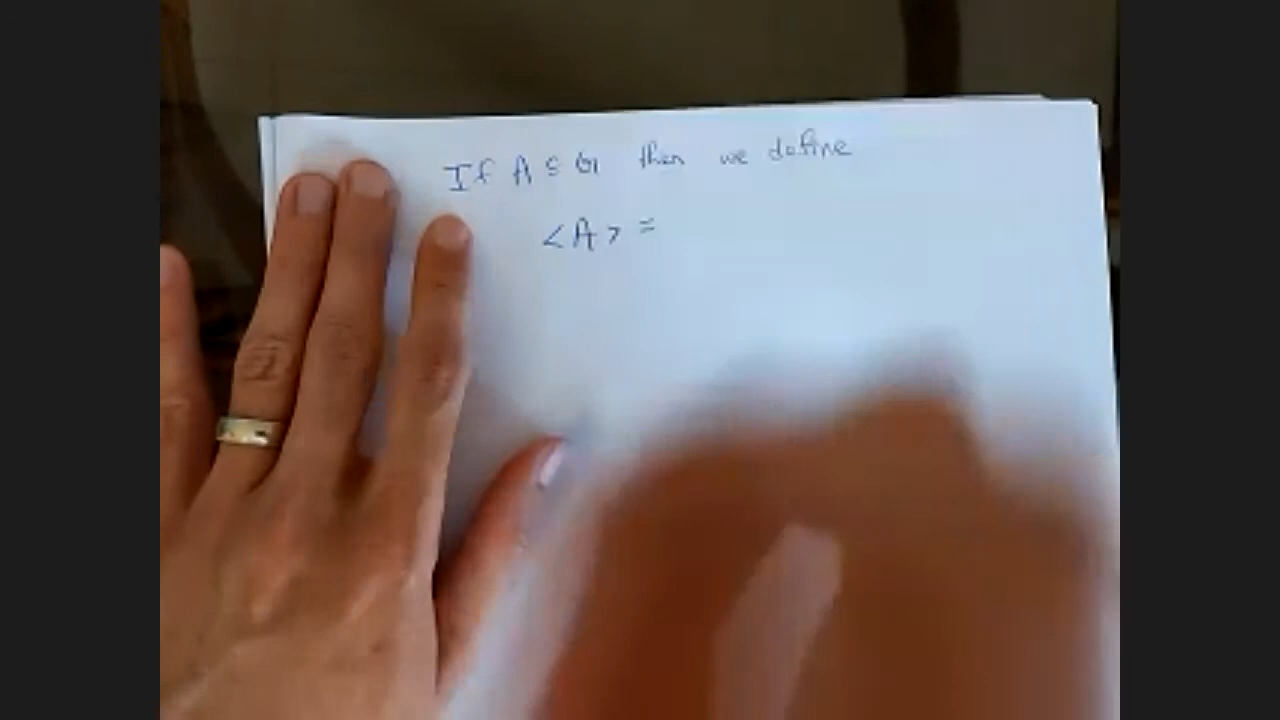 If A ⊆ G then we define
<A> =